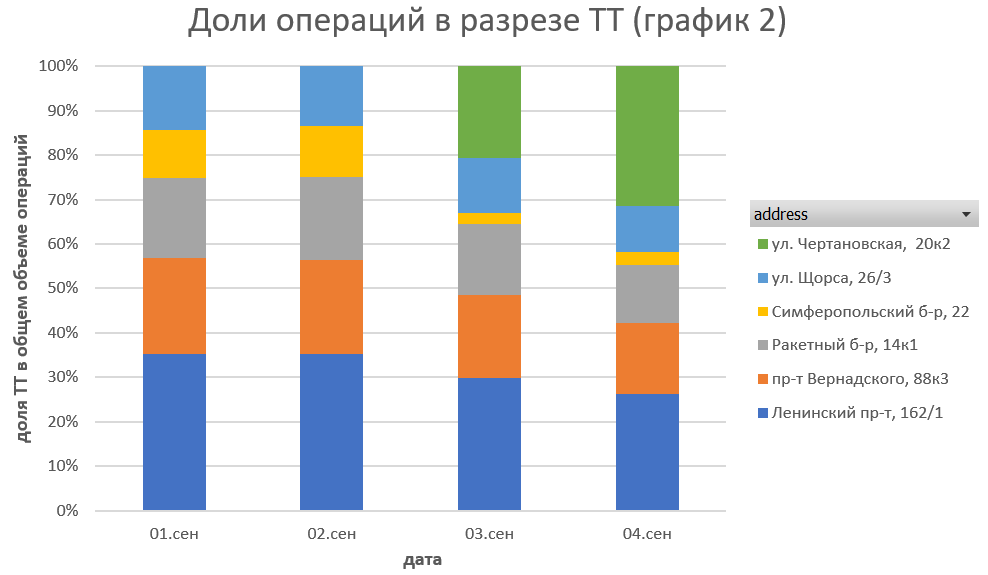 Доли операций в разрезе ТТ (график 2)
доля ТТ в общем объеме операций
100%
90%
80%
70%
60%
50%
40%
30%
20%
10%
0%
01.сен
02.сен
03.сен
04.сен
дата
address
ул. Чертановская,  20к2
ул. Щорса, 26/3
Симферопольский б-р, 22
Ракетный б-р, 14к1
пр-т Вернадского, 88к3
Ленинский пр-т, 162/1